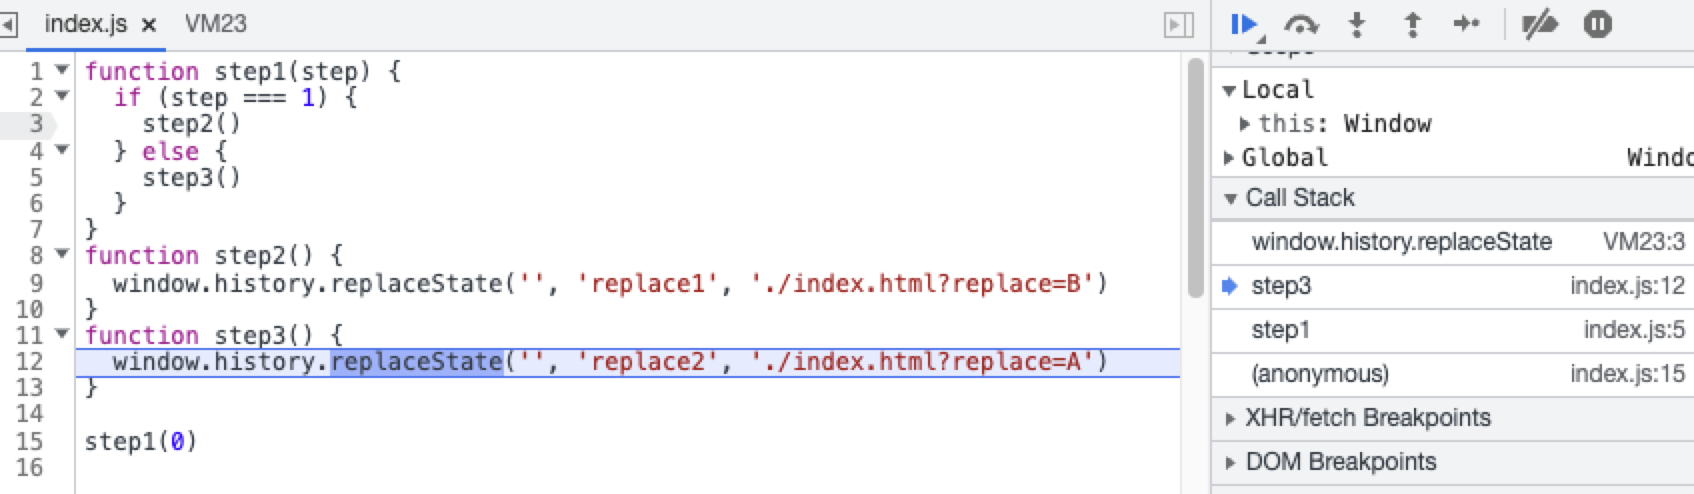 index.js × VM23
1 function step1(step) {
2 if (step === 1) {
3 step2()
4 } else {
5 step3()
6 }
7 }
8 function step2() {
9 window.history.replaceState('', 'replace1', './index.html?replace=B')
10 }
11 function step3() {
12 window.history.replaceState('', 'replace2', './index.html?replace=A')
13 }
14
15 step1(0)
16
Local
this: Window
Global Windo
Call Stack
window.history.replaceState VM23:3
step3 index.js:12
step1 index.js:5
(anonymous) index.js:15
XHR/fetch Breakpoints
DOM Breakpoints